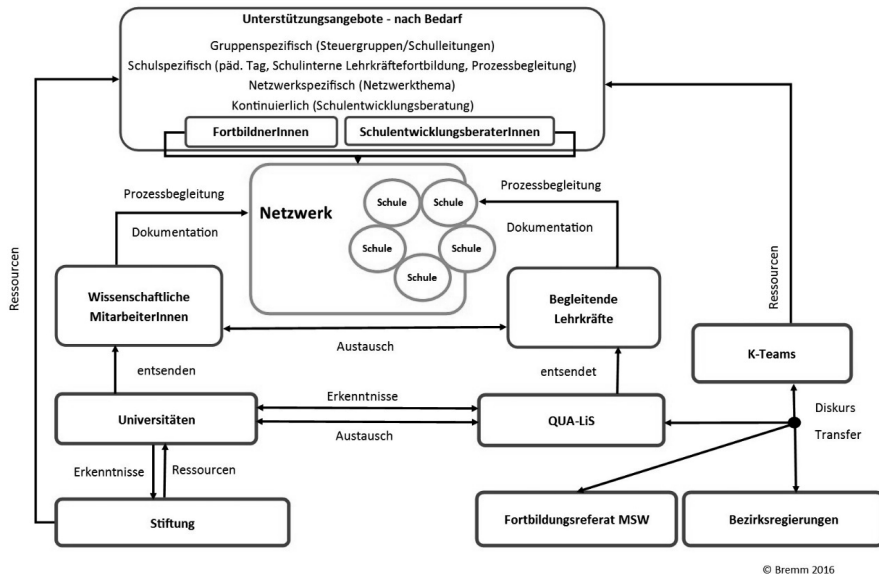 Unterstützungsangebote - nach Bedarf
Gruppenspezifisch (Steuergruppen/Schulleitungen)
Schulspezifisch (päd. Tag, Schulinterne Lehrkräftefortbildung, Prozessbegleitung)
Netzwerkspezifisch (Netzwerkthema)
Kontinuierlich (Schulentwicklungsberatung)
FortbildnerInnen
SchulentwicklungsberaterInnen
Prozessbegleitung
Dokumentation
Netzwerk
Schule
Schule
Schule
Schule
Schule
Prozessbegleitung
Dokumentation
Ressourcen
Ressourcen
Wissenschaftliche
MitarbeiterInnen
Begleitende
Lehrkräfte
Austausch
K-Teams
entsenden
entsendet
Universitäten
Erkenntnisse
Austausch
QUA-LiS
Diskurs
Transfer
Erkenntnisse
Ressourcen
Stiftung
Fortbildungsreferat MSW
Bezirksregierungen
© Bremm 2016